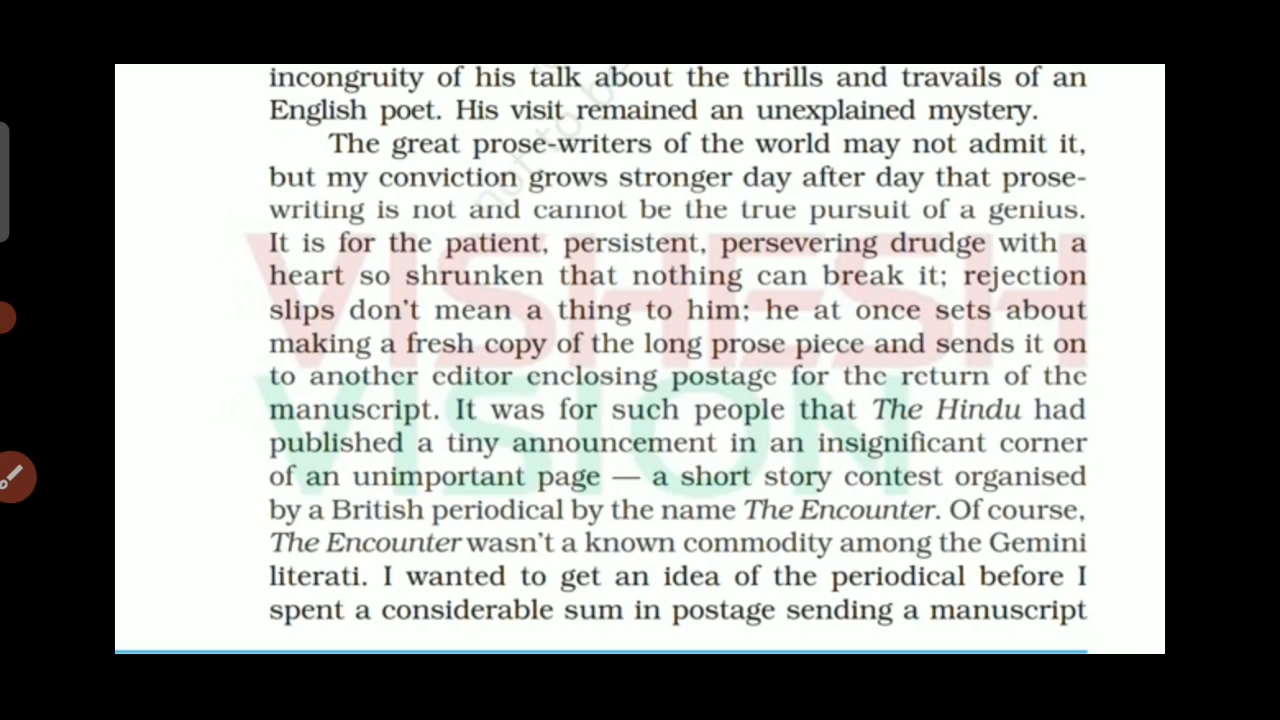 incongruity of his talk about the thrills and travails of an
English poet. His visit remained an unexplained mystery.
The great prose-writers of the world may not admit it,
but my conviction grows stronger day after day that prose-
writing is not and cannot be the true pursuit of a genius.
It is for the patient, persistent, persevering drudge with a
heart so shrunken that nothing can break it; rejection
slips don't mean a thing to him; he at once sets about
making a fresh copy of the long prose piece and sends it on
to another editor enclosing postage for the return of the
manuscript. It was for such people that The Hindu had
published a tiny announcement in an insignificant corner
of an unimportant page — a short story contest organised
by a British periodical by the name The Encounter. Of course,
The Encounter wasn't a known commodity among the Gemini
literati. I wanted to get an idea of the periodical before I
spent a considerable sum in postage sending a manuscript
VISHESH
VISION
not to b